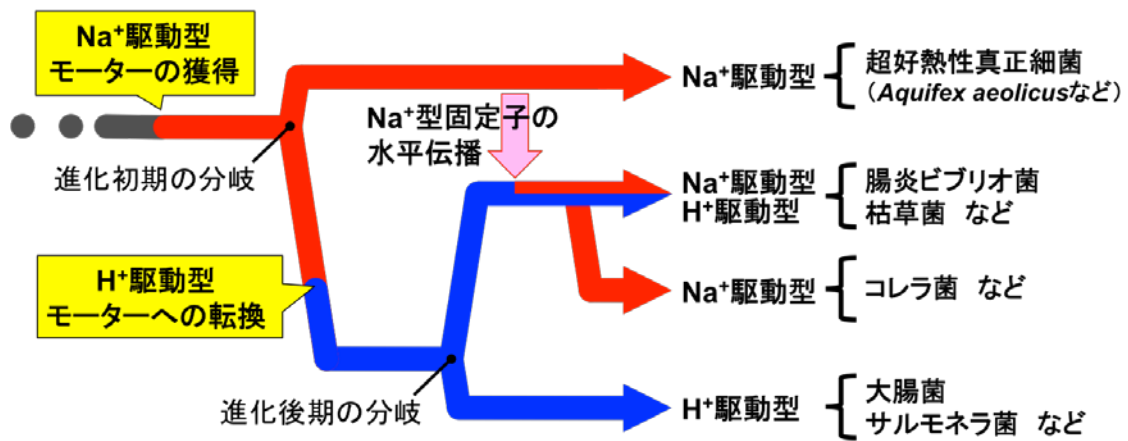 Na⁺駆動型
モーターの獲得
進化初期の分岐
H⁺駆動型
モーターへの転換
進化後期の分岐
Na⁺型固定子の
水平伝播
Na⁺駆動型
超好熱性真正細菌
（Aquifex aeolicusなど）
Na⁺駆動型
H⁺駆動型
腸炎ビブリオ菌
枯草菌 など
Na⁺駆動型
コレラ菌 など
H⁺駆動型
大腸菌
サルモネラ菌 など